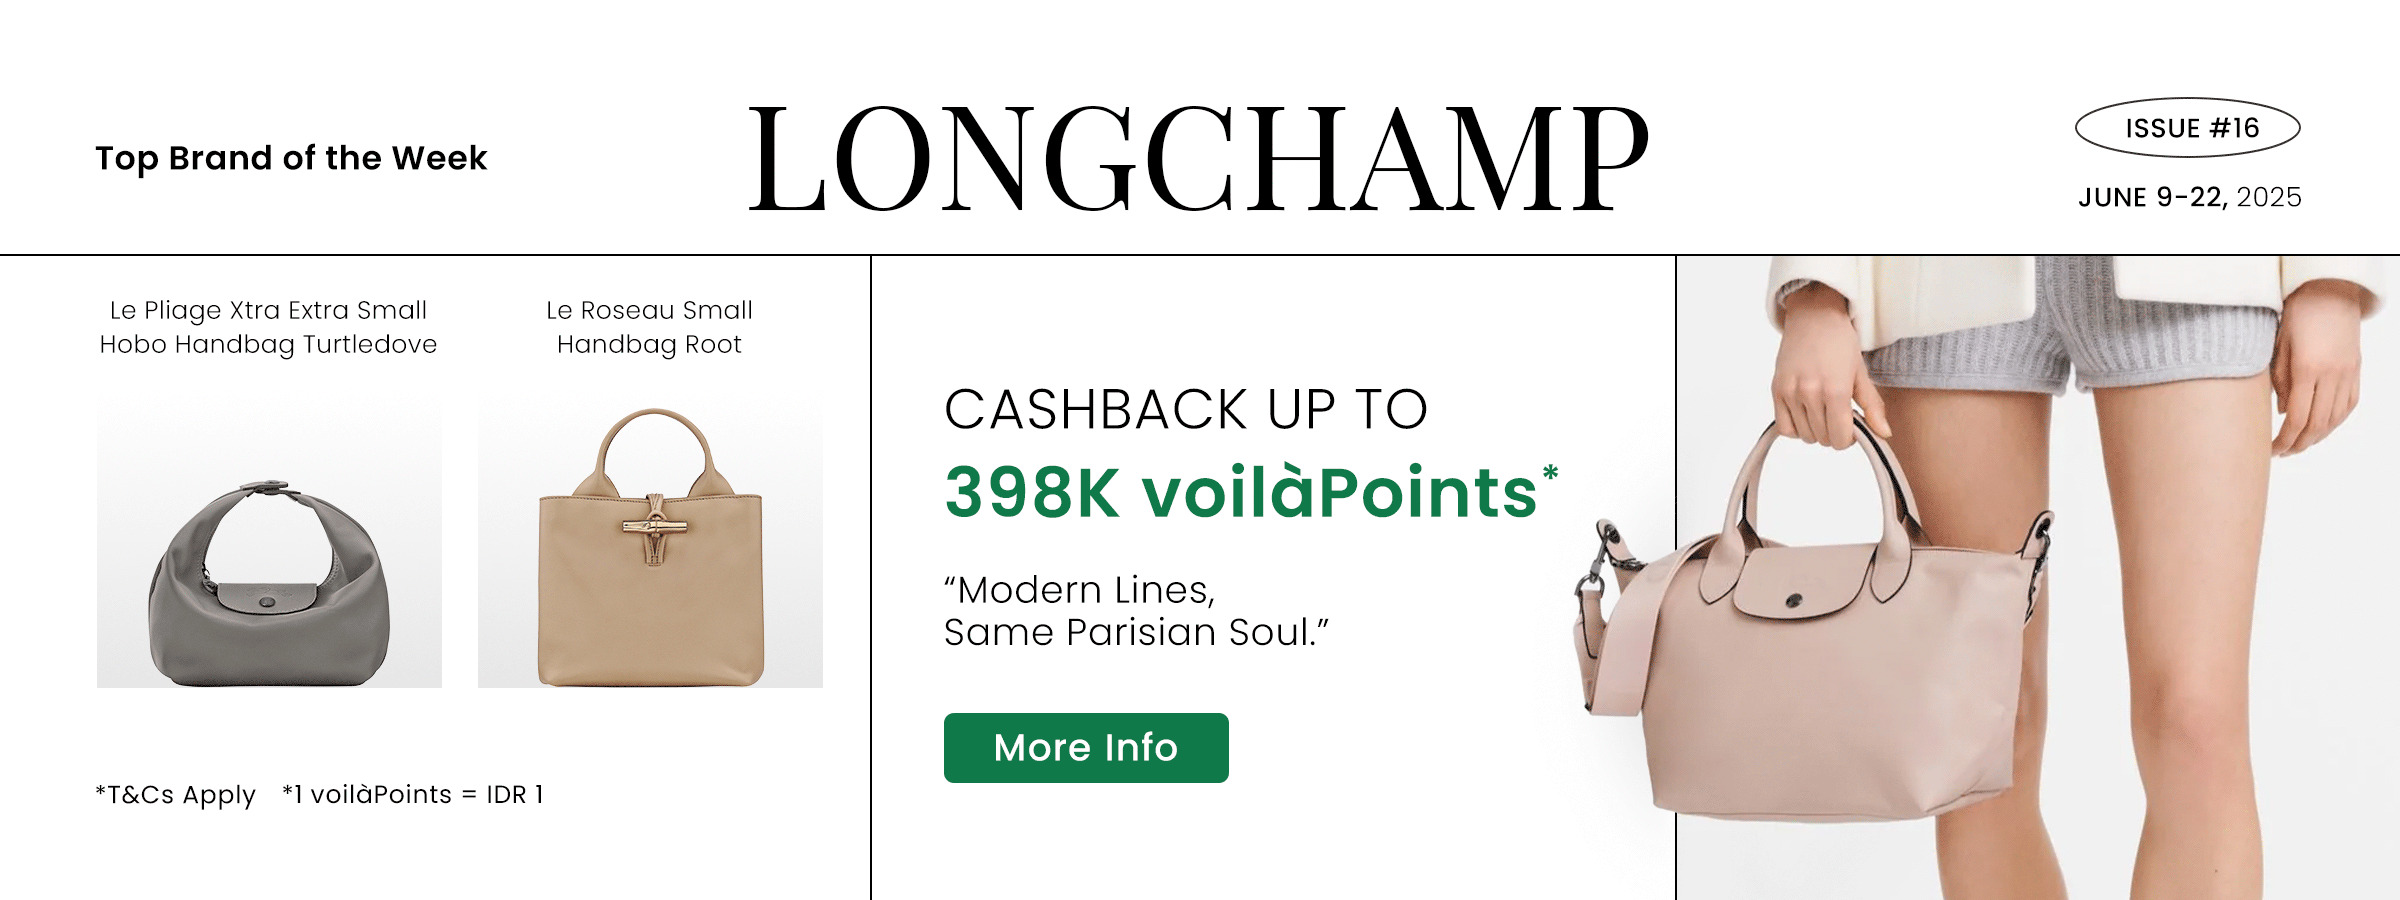 Top Brand of the Week
LONGCHAMP
ISSUE #16
JUNE 9-22, 2025
Le Pliage Xtra Extra Small
Hobo Handbag Turtledove
Le Roseau Small
Handbag Root
*T&Cs Apply *1 voilàPoints = IDR 1
CASHBACK UP TO
398K voilàPoints*
“Modern Lines,
Same Parisian Soul.”
More Info